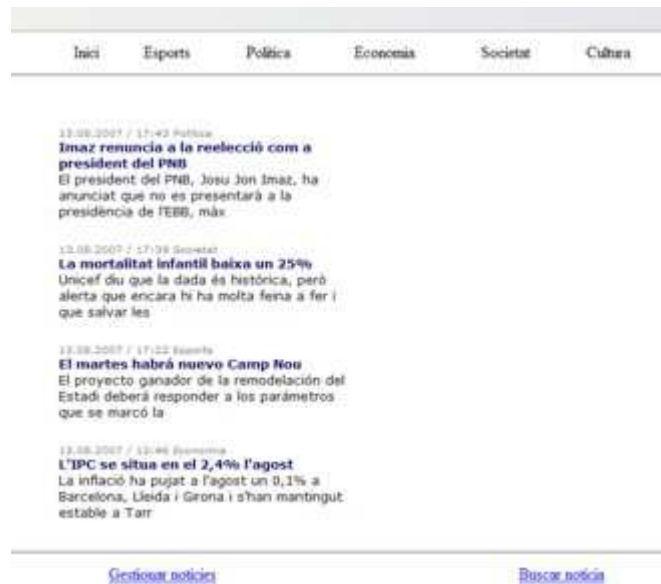 Inici Esports Política Economia Societat Cultura
13.08.2007 / 17:43 Política
Imaz renuncia a la reelecció com a
president del PNB
El president del PNB, Josu Jon Imaz, ha
anunciat que no es presentarà a la
presidència de l'EBB, màx
13.08.2007 / 17:39 Societat
La mortalitat infantil baixa un 25%
Unicef diu que la dada és històrica, però
alerta que encara hi ha molta feina a fer i
que salvar les
13.08.2007 / 17:22 Esports
El martes habrá nuevo Camp Nou
El proyecto ganador de la remodelación del
Estadi deberá responder a los parámetros
que se marcó la
13.08.2007 / 12:46 Economia
L'IPC se situa en el 2,4% l'agost
La inflació ha pujat a l'agost un 0,1% a
Barcelona, Lleida i Girona i s'han mantingut
estable a Tarr
Gestionar notícies Buscar notícia